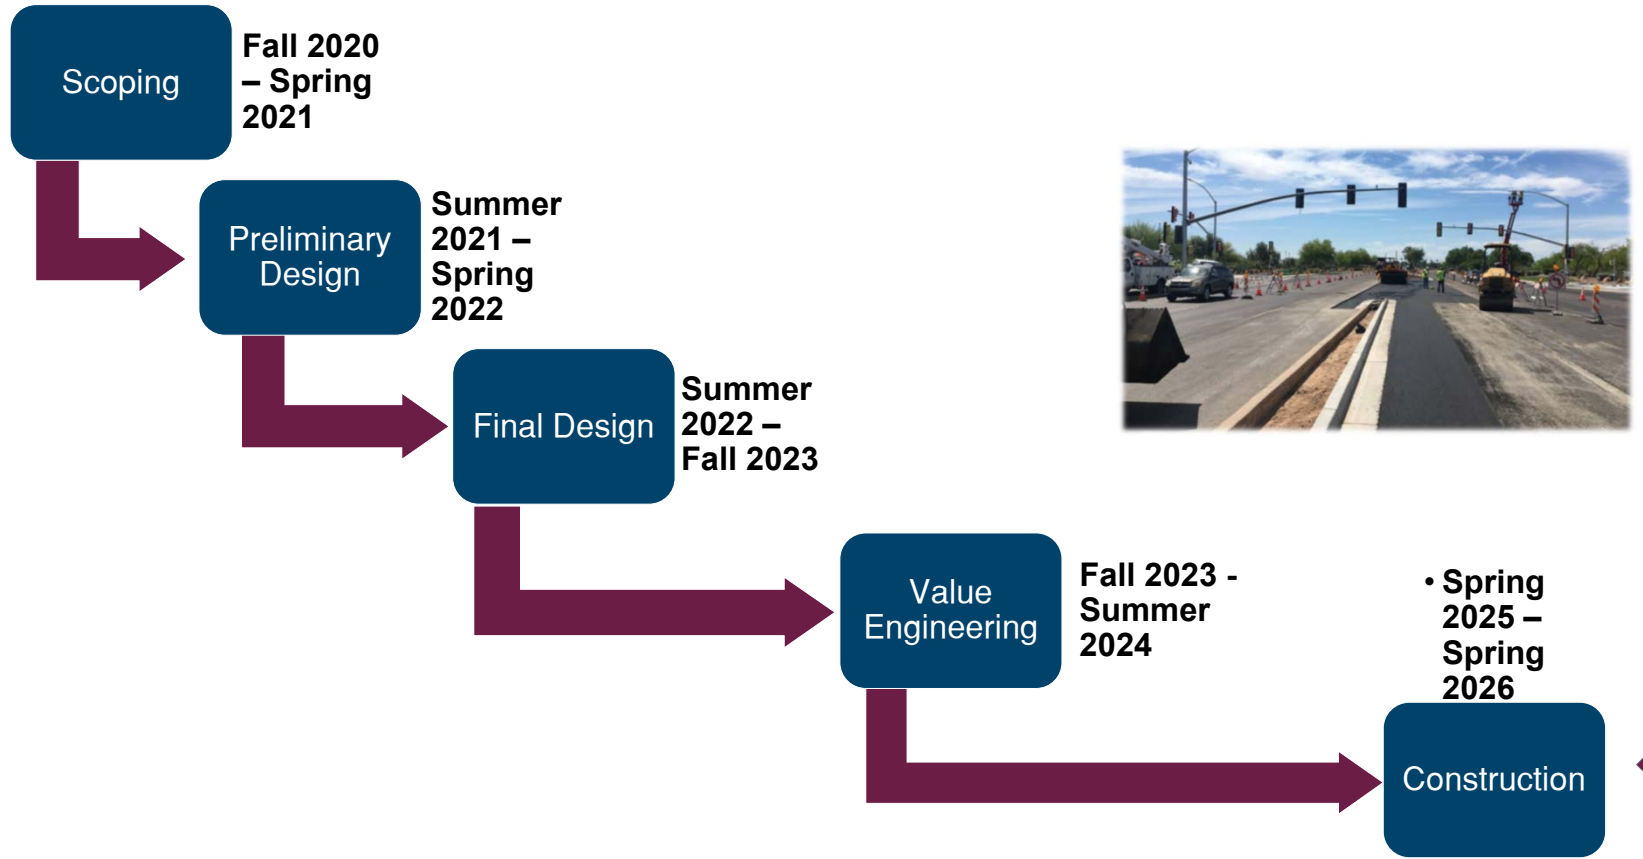 Scoping
Fall 2020
– Spring
2021
Preliminary
Design
Summer
2021 –
Spring
2022
Final Design
Summer
2022 –
Fall 2023
Value
Engineering
Fall 2023 -
Summer
2024
• Spring
2025 –
Spring
2026
Construction